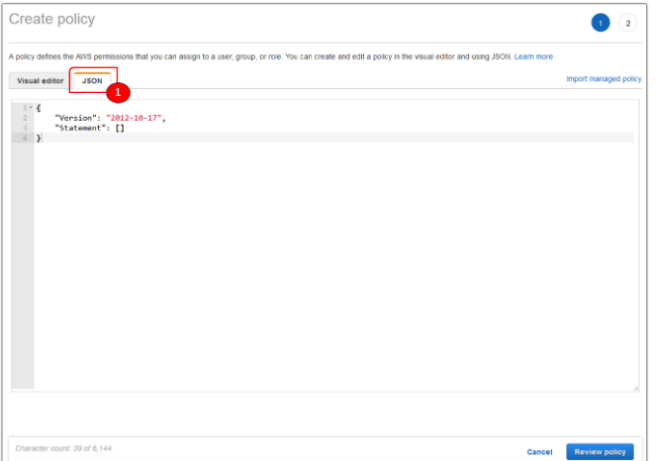 Create policy
1 2
A policy defines the AWS permissions that you can assign to a user, group, or role. You can create and edit a policy in the visual editor and using JSON. Learn more
Visual editor JSON Import managed policy
1
1 {
2 "Version": "2012-10-17",
3 "Statement": []
4 }
Character count: 39 of 6,144
Cancel Review policy